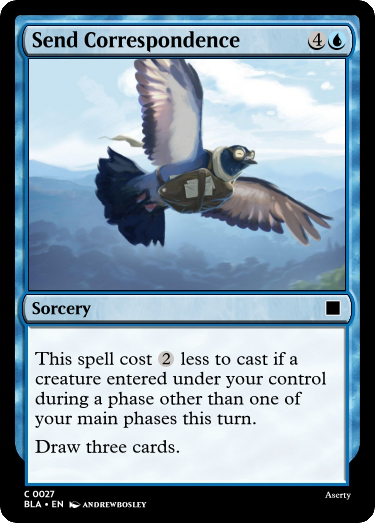 Send Correspondence 4
Sorcery
This spell cost 2 less to cast if a
creature entered under your control
during a phase other than one of
your main phases this turn.
Draw three cards.
C 0027
BLA • EN ANDREWBOSLEY
Aserty